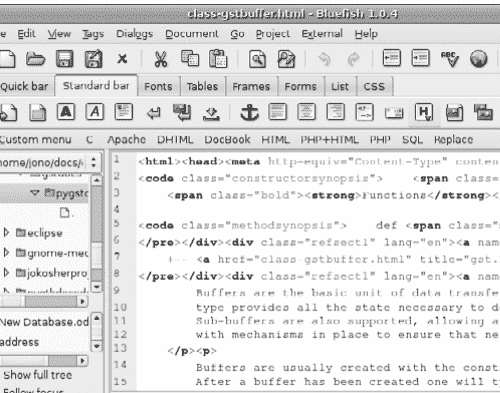 class-gstbuffer.html - Bluefish 1.0.4
e Edit View Tags Dialogs Document Go Project External Help
Quick bar Standard bar Fonts Tables Frames Forms List CSS
Custom menu C Apache DHTML DocBook HTML PHP+HTML PHP SQL Replace
ome/jono/docs/
pygst
eclipse
gnome-me
jokosherpro
New Database.od
address
Show full tree
Follow focus
1 <html><head><meta http-equiv="Content-Type" conten
2 <code class="constructorsynopsis"> <span clas
3 <span class="bold"><strong>Functions</strong><
4
5 <code class="methodsynopsis"> def <span class="
6 </pre></div><div class="refsect1" lang="en"><a nam
7 <a href="class-gstbuffer.html" title="gst.
8 </pre></div><div class="refsect1" lang="en"><a nam
9 Buffers are the basic unit of data transfe
10 type provides all the state necessary to d
11 Sub-buffers are also supported, allowing a
12 with mechanisms in place to ensure that ne
13 </p><p>
14 Buffers are usually created with the const
15 After a buffer has been created one will t